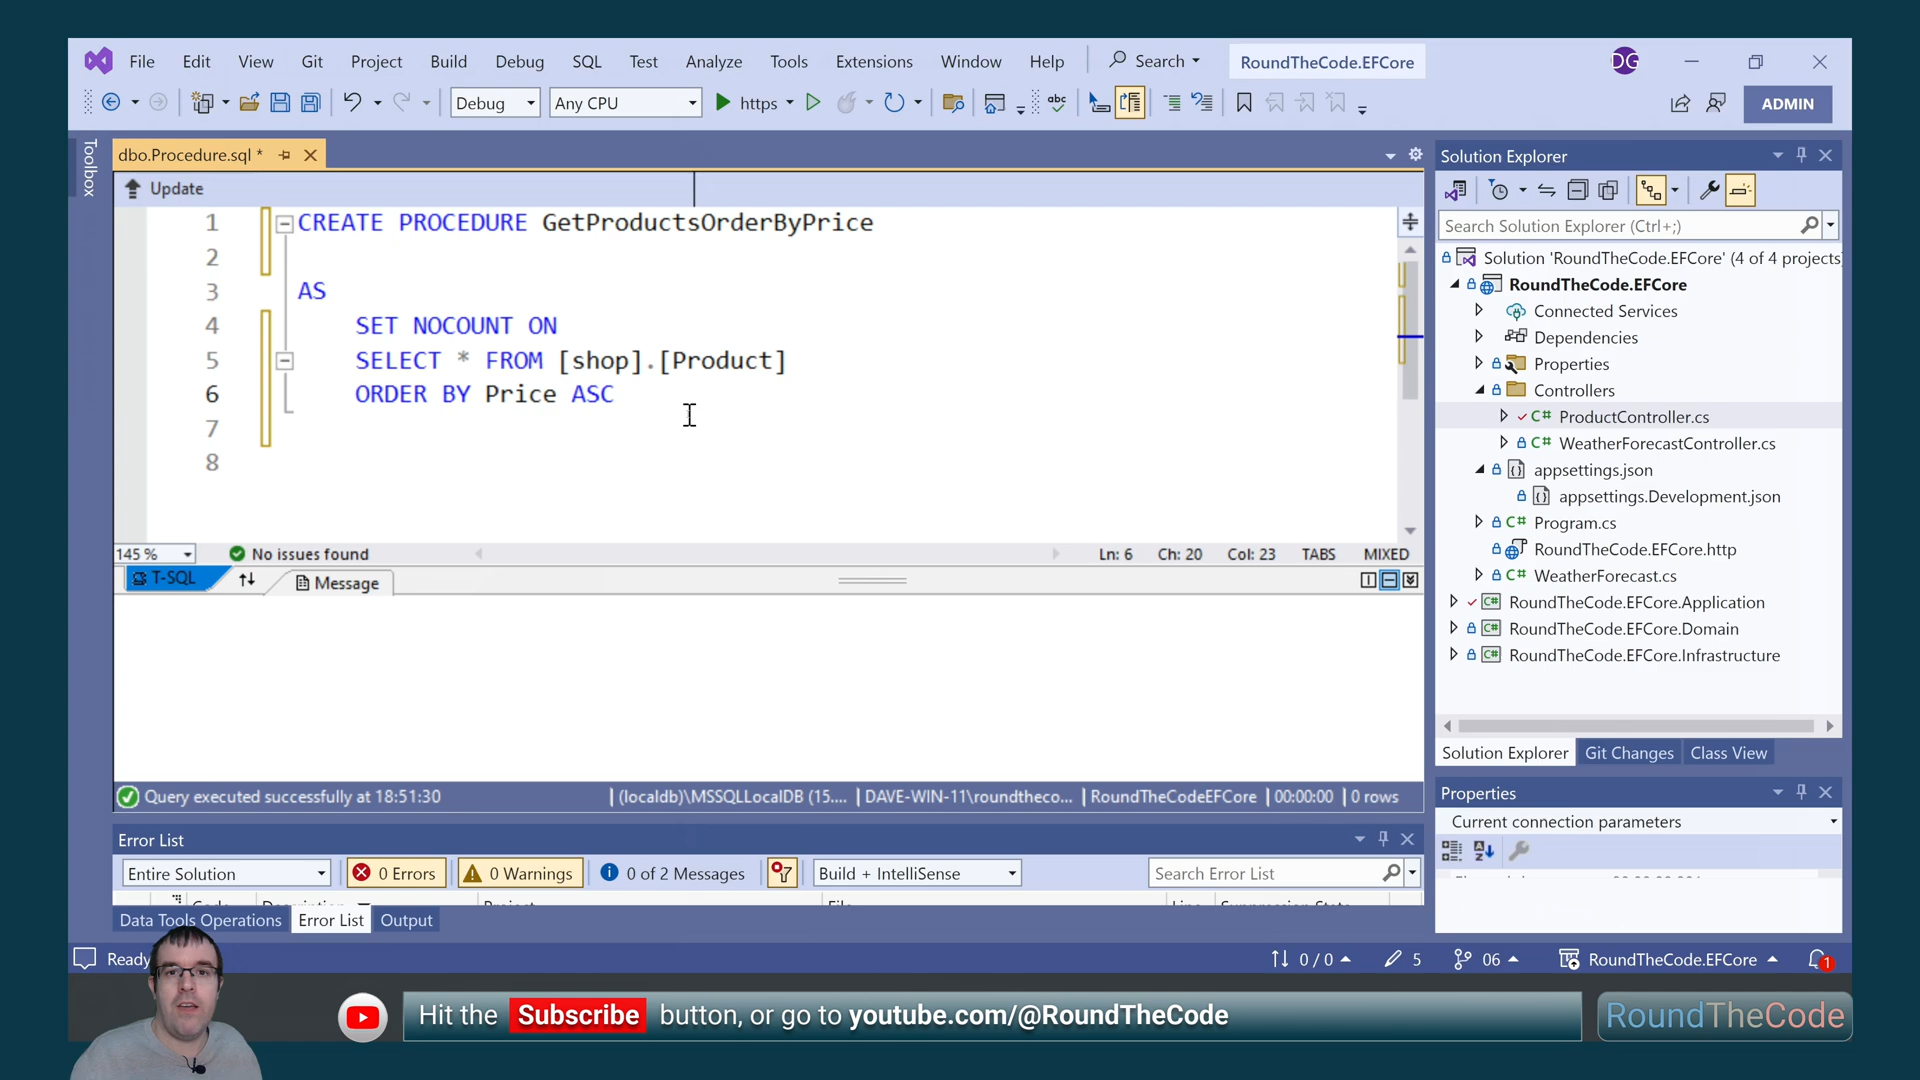 File Edit View Git Project Build Debug SQL Test Analyze Tools Extensions Window Help Search RoundTheCode.EFCore DG
Debug Any CPU https abc ADMIN
Toolbox
dbo.Procedure.sql *
Update
1 CREATE PROCEDURE GetProductsOrderByPrice
2
3 AS
4 SET NOCOUNT ON
5 SELECT * FROM [shop].[Product]
6 ORDER BY Price ASC
7
8
145 % No issues found Ln: 6 Ch: 20 Col: 23 TABS MIXED
T-SQL Message
Query executed successfully at 18:51:30 (localdb)\MSSQLLocalDB (15.... DAVE-WIN-11\roundtheco... RoundTheCodeEFCore 00:00:00 0 rows
Error List
Entire Solution 0 Errors 0 Warnings 0 of 2 Messages Build + IntelliSense Search Error List
Data Tools Operations Error List Output
Solution Explorer
Search Solution Explorer (Ctrl+;)
Solution 'RoundTheCode.EFCore' (4 of 4 projects)
RoundTheCode.EFCore
Connected Services
Dependencies
Properties
Controllers
C# ProductController.cs
C# WeatherForecastController.cs
appsettings.json
appsettings.Development.json
C# Program.cs
RoundTheCode.EFCore.http
C# WeatherForecast.cs
C# RoundTheCode.EFCore.Application
C# RoundTheCode.EFCore.Domain
C# RoundTheCode.EFCore.Infrastructure
Solution Explorer Git Changes Class View
Properties
Current connection parameters
Ready 0 / 0 5 06 RoundTheCode.EFCore 1
Hit the Subscribe button, or go to youtube.com/@RoundTheCode
RoundTheCode